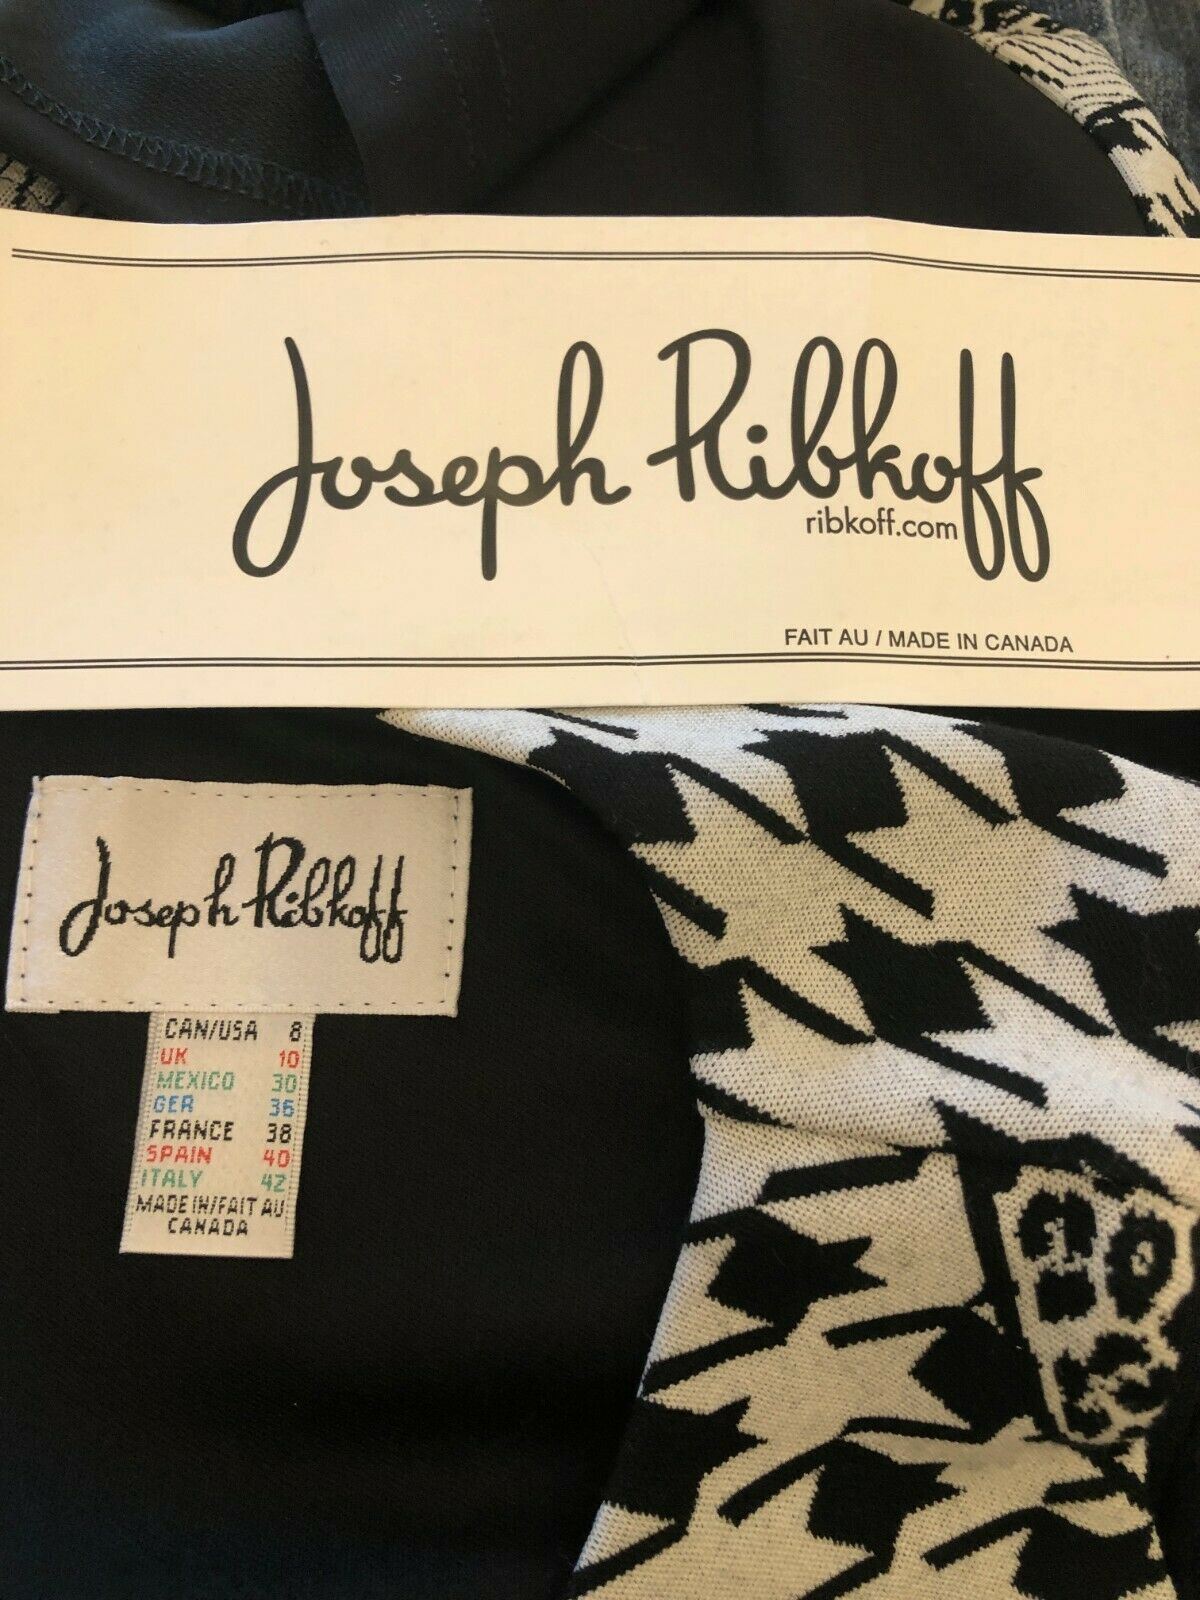 Joseph Ribkoff
ribkoff.com
FAIT AU / MADE IN CANADA
Joseph Ribkoff
CAN/USA 8
UK 10
MEXICO 30
GER 36
FRANCE 38
SPAIN 40
ITALY 42
MADE IN/FAIT AU
CANADA